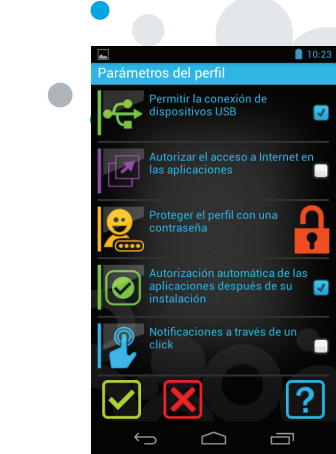 10:23
Parámetros del perfil
Permitir la conexión de
dispositivos USB
Autorizar el acceso a Internet en
las aplicaciones
Proteger el perfil con una
contraseña
Autorización automática de las
aplicaciones después de su
instalación
Notificaciones a través de un
click
?